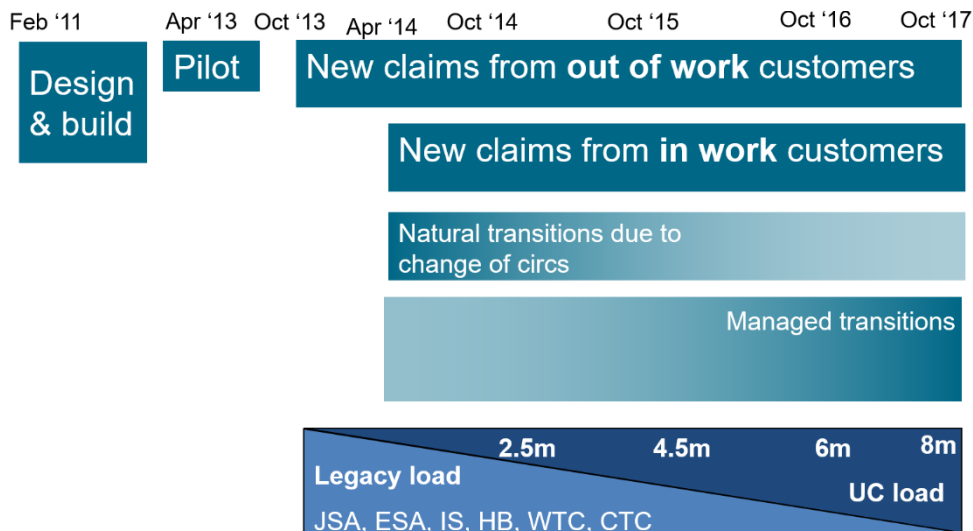 Feb ‘11 Apr ‘13 Oct ‘13 Apr ‘14 Oct ‘14 Oct ‘15 Oct ‘16 Oct ‘17
Design
& build
Pilot
New claims from out of work customers
New claims from in work customers
Natural transitions due to
change of circs
Managed transitions
2.5m 4.5m 6m 8m
Legacy load
UC load
JSA, ESA, IS, HB, WTC, CTC